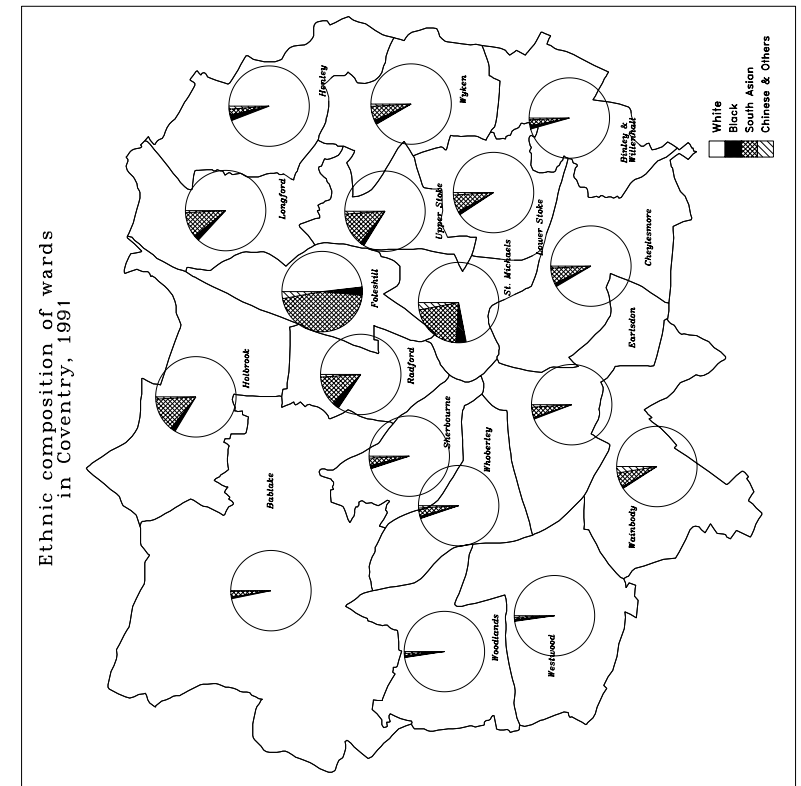 Ethnic composition of wards
in Coventry, 1991
White
Black
South Asian
Chinese & Others
Henley
Wyken
Binley &
Willenhall
Longford
Upper Stoke
Lower Stoke
Cheylesmore
Foleshill
St. Michaels
Earlsdon
Holbrook
Radford
Sherbourne
Whoberley
Bablake
Wainbody
Woodlands
Westwood